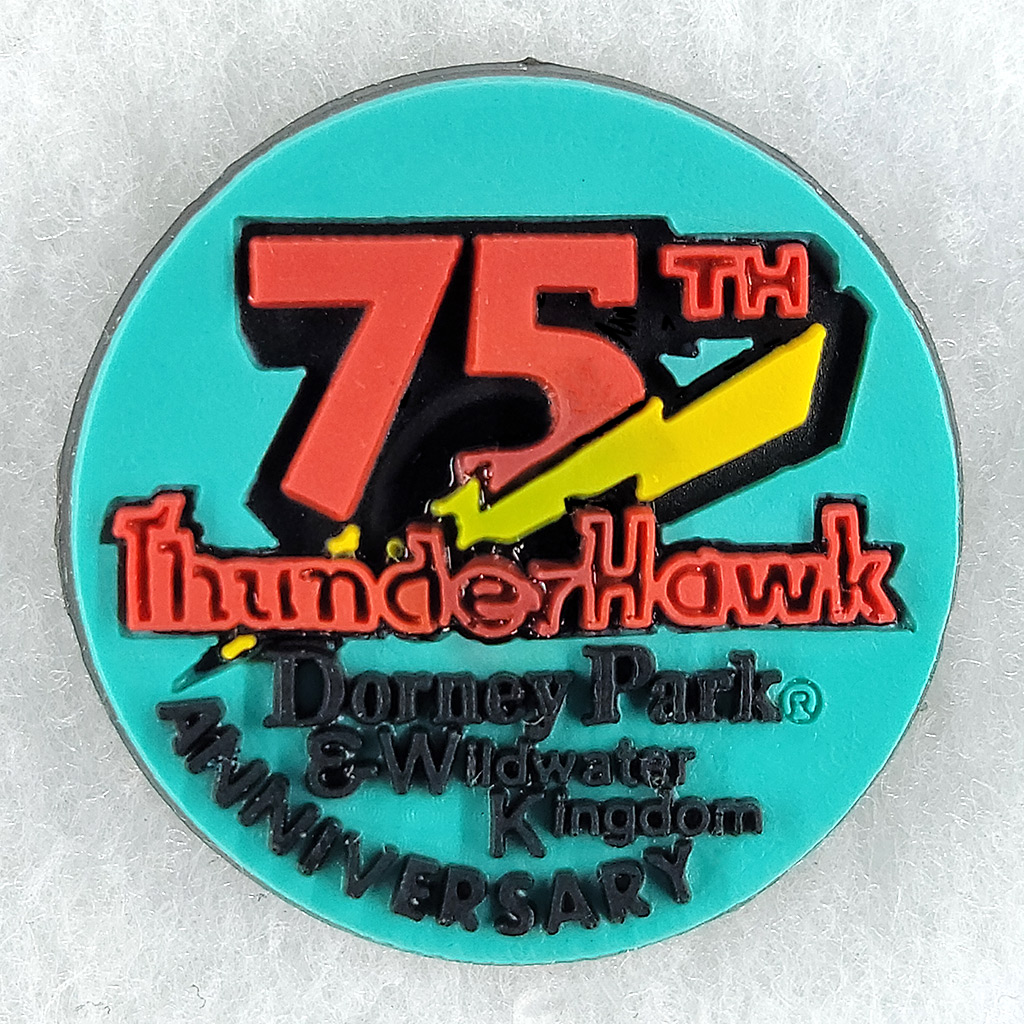 75TH
ThunderHawk
Dorney Park®
& Wildwater
Kingdom
ANNIVERSARY